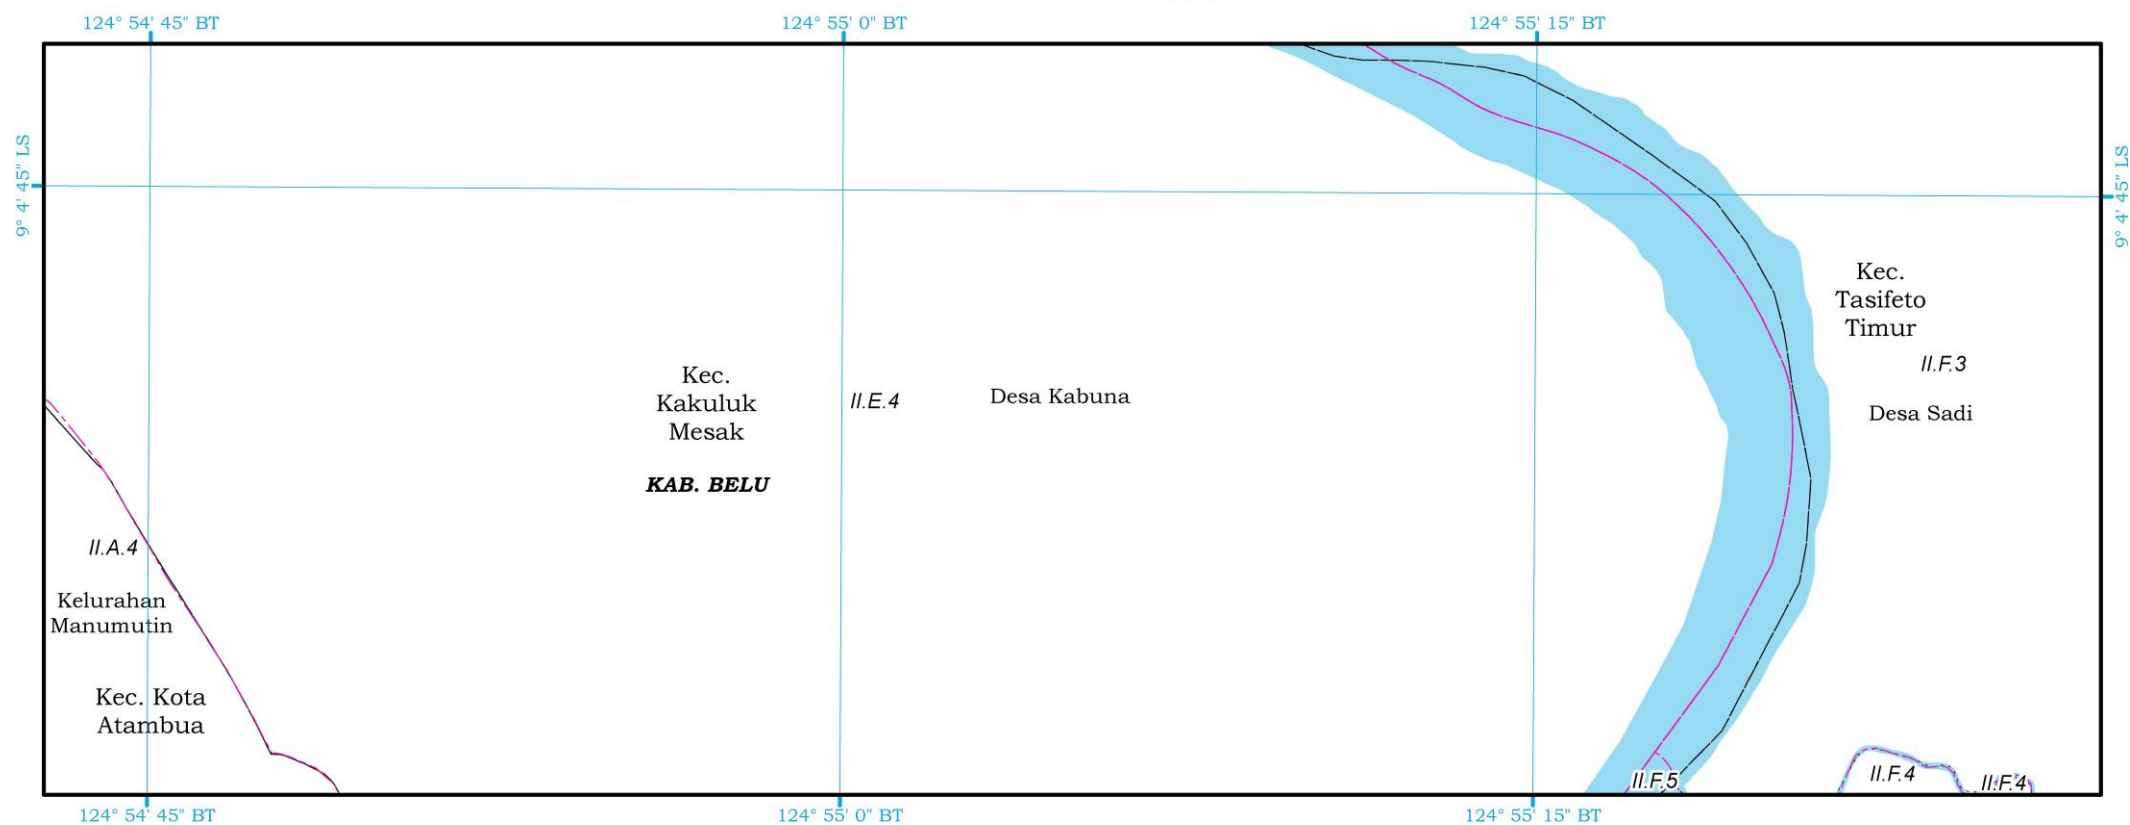 124° 54' 45" BT
124° 55' 0" BT
124° 55' 15" BT
9° 4' 45" LS
9° 4' 45" LS
Kec.
Tasifeto
Timur
II.F.3
Desa Sadi
Kec.
Kakuluk
Mesak
II.E.4
Desa Kabuna
KAB. BELU
II.A.4
Kelurahan
Manumutin
Kec. Kota
Atambua
II.F.5
II.F.4
II.F.4
124° 54' 45" BT
124° 55' 0" BT
124° 55' 15" BT